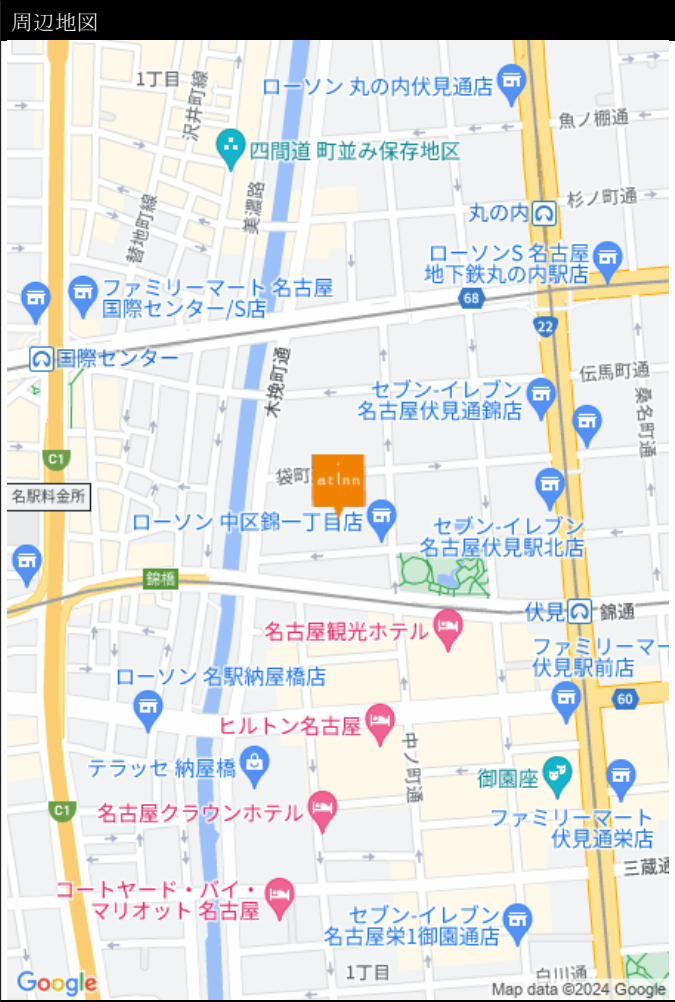 周辺地図
1丁目
沢井町線
ローソン 丸の内伏見通店
魚ノ棚通
四間道 町並み保存地区
美濃路
杉ノ町通
丸の内
替地町線
ローソンS 名古屋
地下鉄丸の内駅店
ファミリーマート 名古屋
国際センター/S店
68
22
国際センター
木挽町通
伝馬町通
セブン-イレブン
名古屋伏見通錦店
桑名町通
C1
袋町
at Inn
名駅料金所
ローソン 中区錦一丁目店
セブン-イレブン
名古屋伏見駅北店
錦橋
伏見
錦通
名古屋観光ホテル
ファミリーマー
伏見駅前店
ローソン 名駅納屋橋店
60
ヒルトン名古屋
中ノ町通
テラッセ 納屋橋
御園座
C1
名古屋クラウンホテル
ファミリーマート
伏見通栄店
三蔵通
コートヤード・バイ・
マリオット 名古屋
セブン-イレブン
名古屋栄1御園通店
1丁目
白川通
Google
Map data ©2024 Google